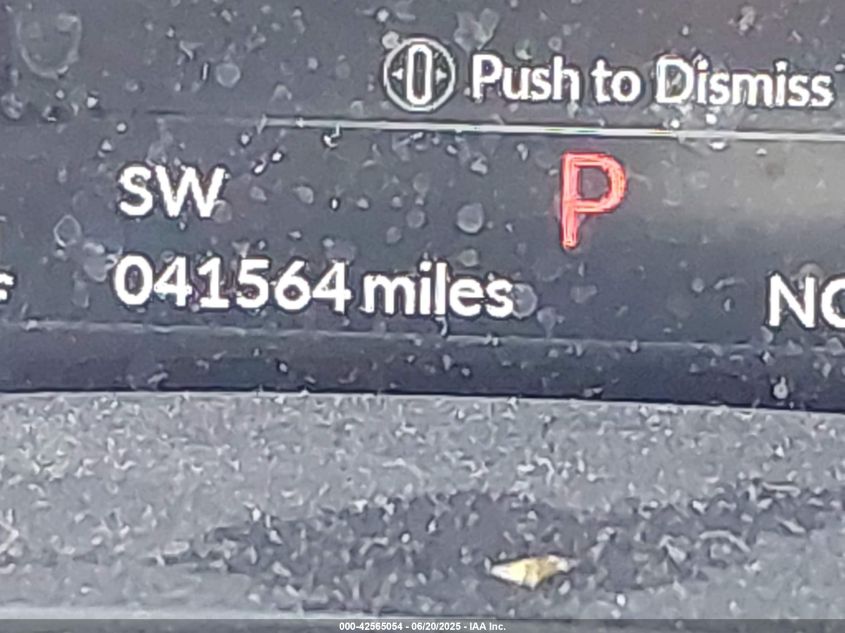 Push to Dismiss
SW
P
041564 miles
000-42565054 - 06/20/2025 - IAA Inc.